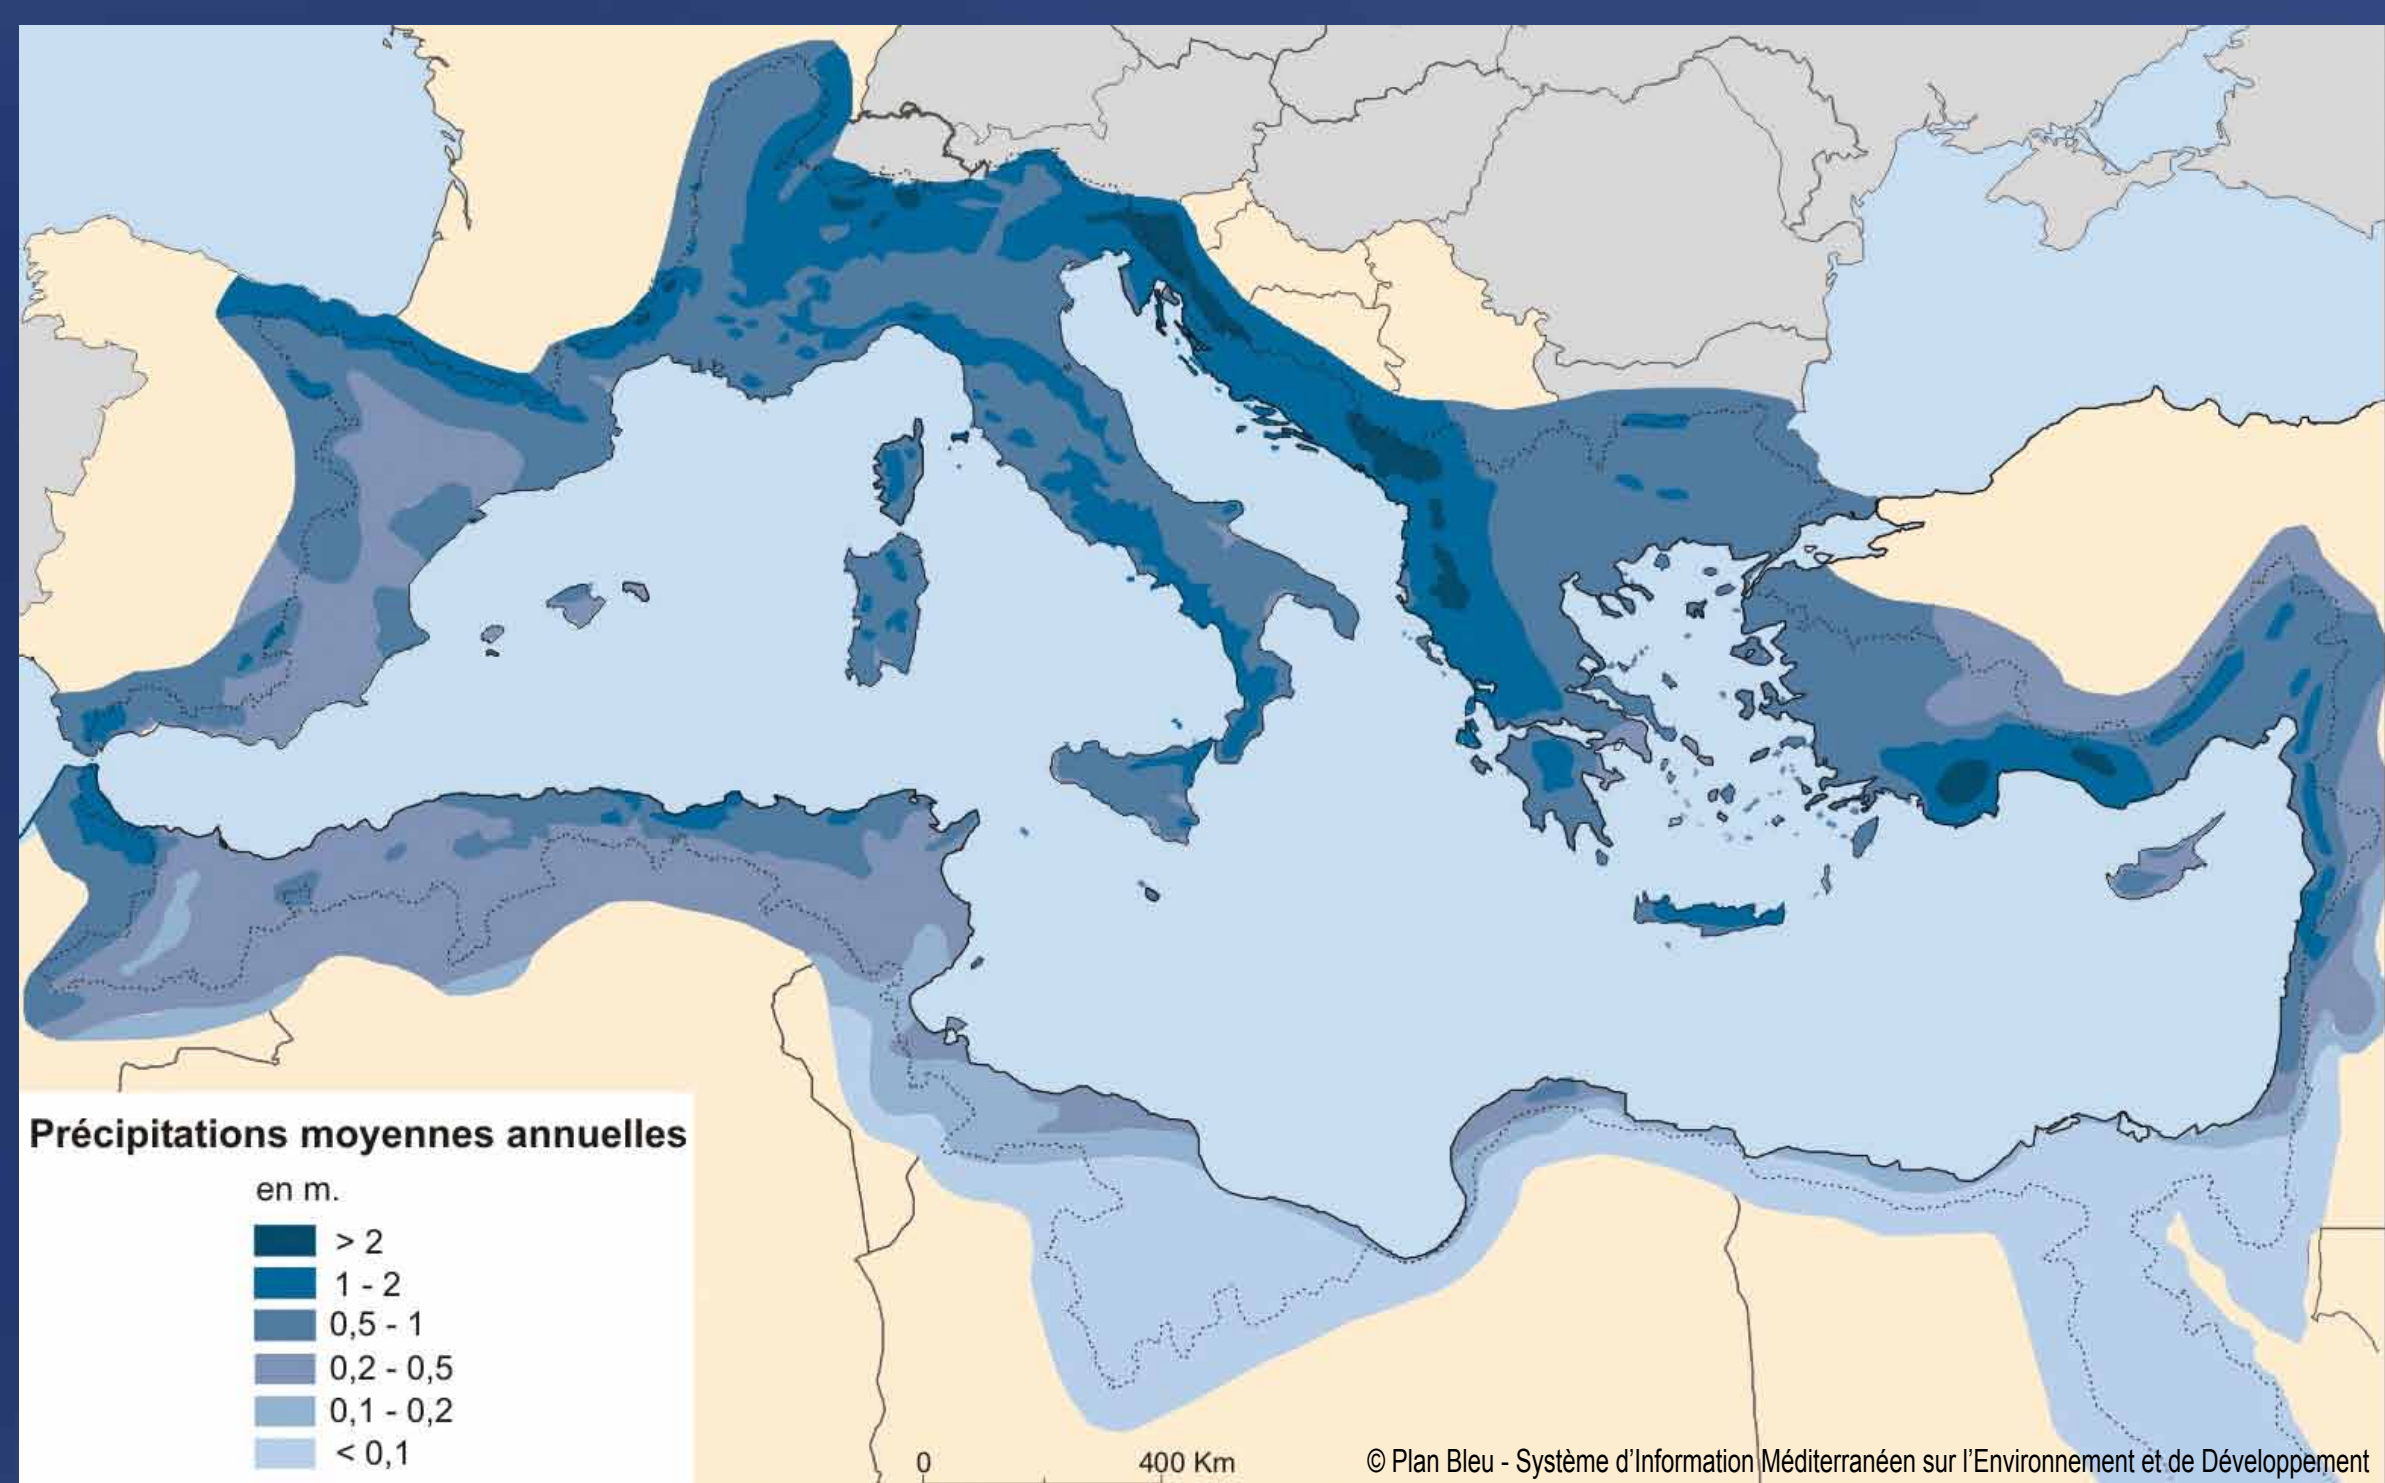 Précipitations moyennes annuelles
en m.
> 2
1 - 2
0,5 - 1
0,2 - 0,5
0,1 - 0,2
< 0,1
0 400 Km
© Plan Bleu - Système d'Information Méditerranéen sur l'Environnement et de Développement